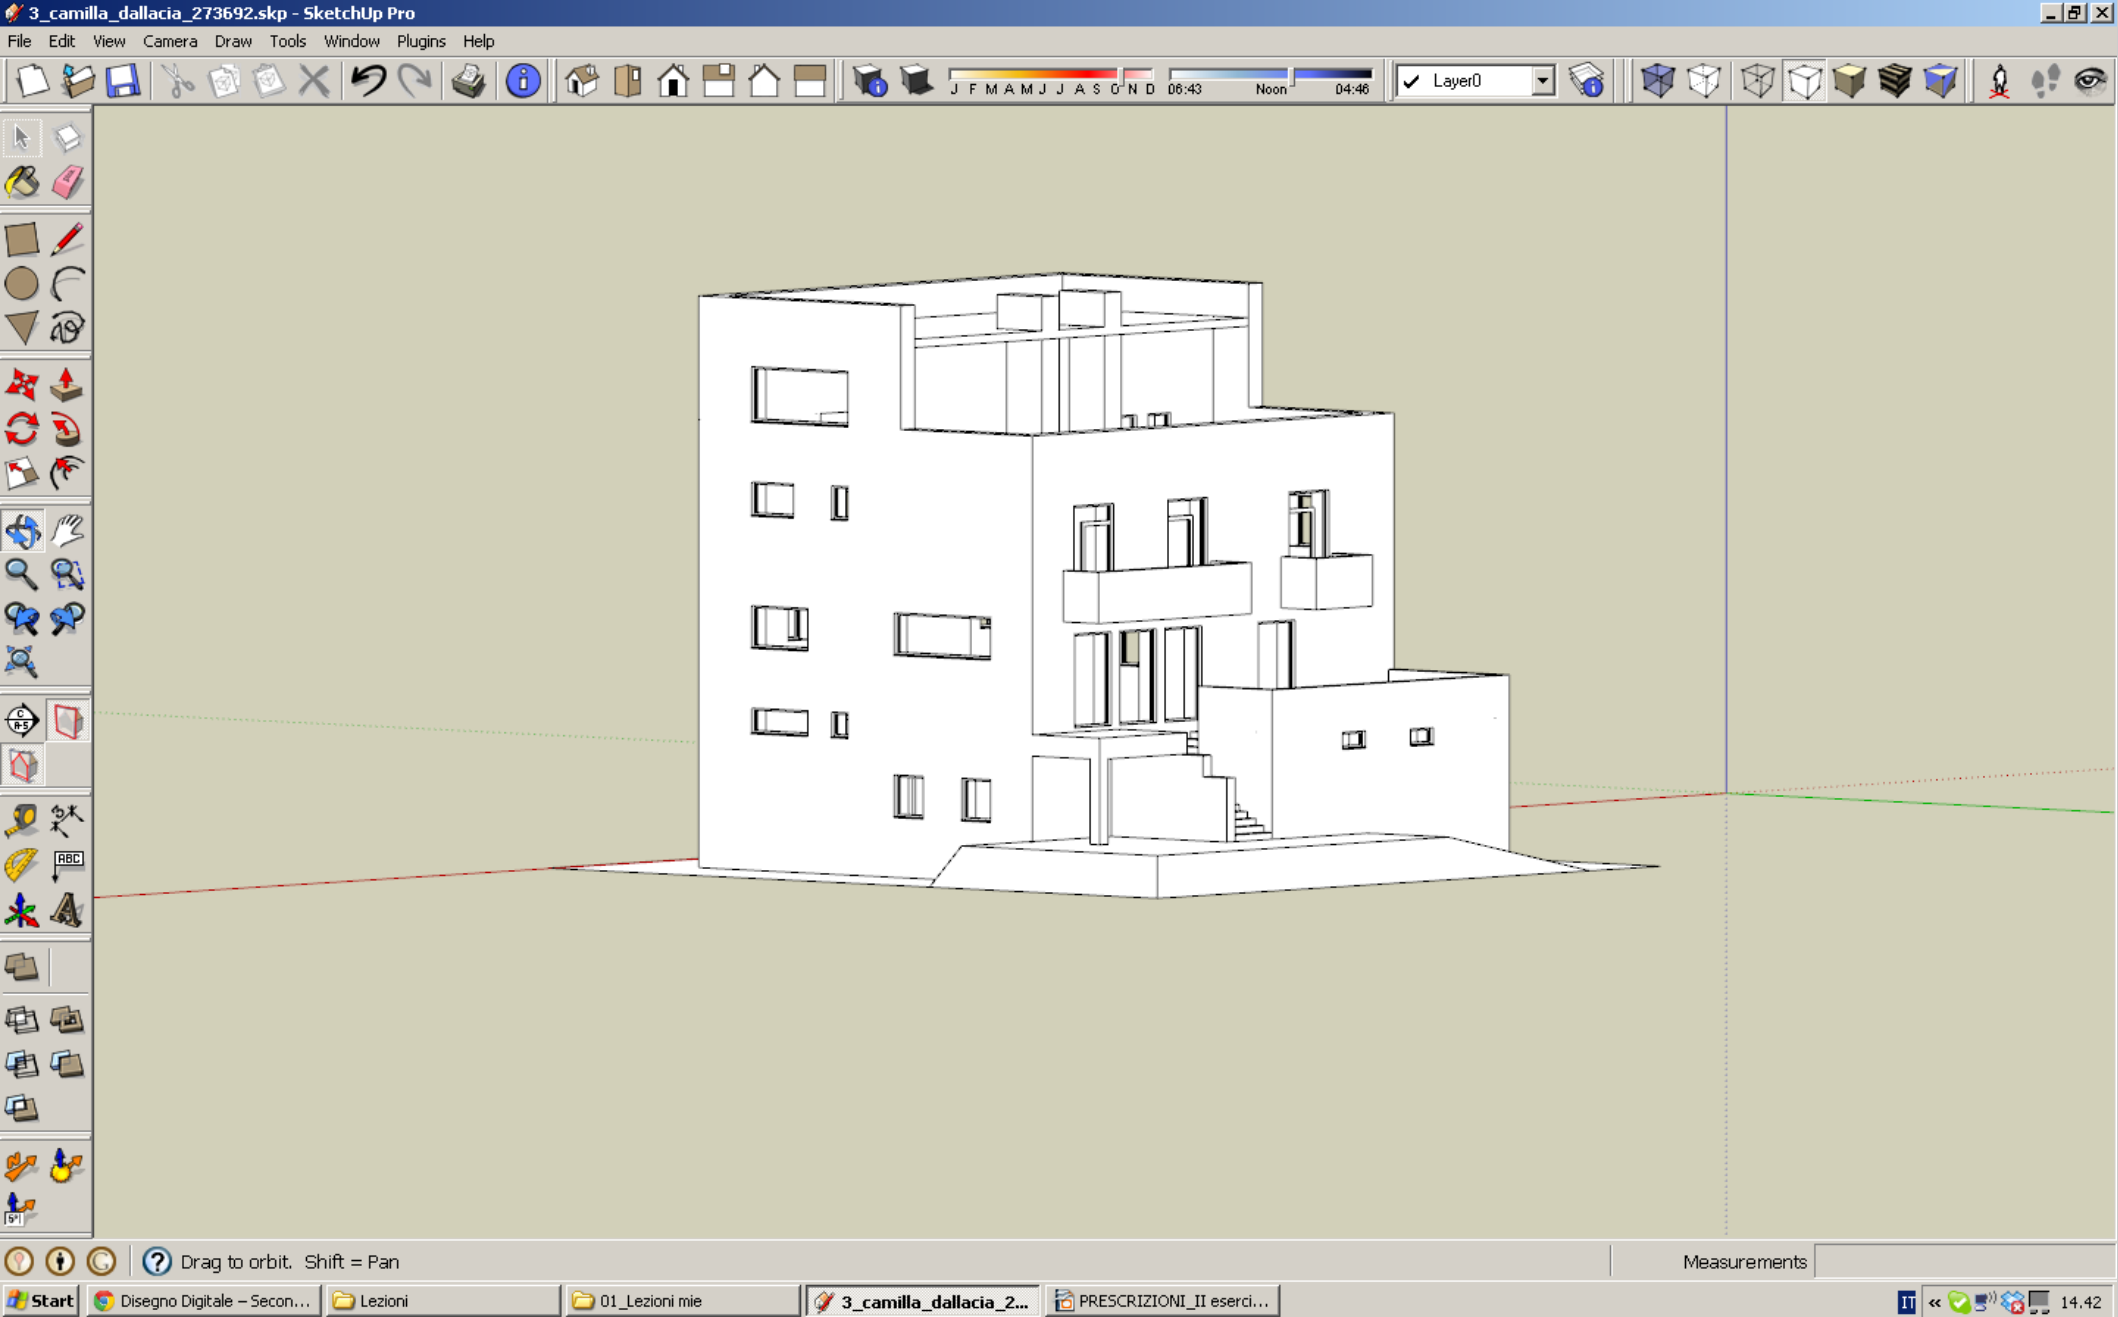 3_camilla_dallacia_273692.skp - SketchUp Pro
File Edit View Camera Draw Tools Window Plugins Help
J F M A M J J A S O N D 06:43 Noon 04:46 Layer0
C
A-5
ABC
A
Drag to orbit. Shift = Pan
Measurements
Start Disegno Digitale – Secon... Lezioni 01_Lezioni mie 3_camilla_dallacia_2... PRESCRIZIONI_II eserci... IT « 14.42